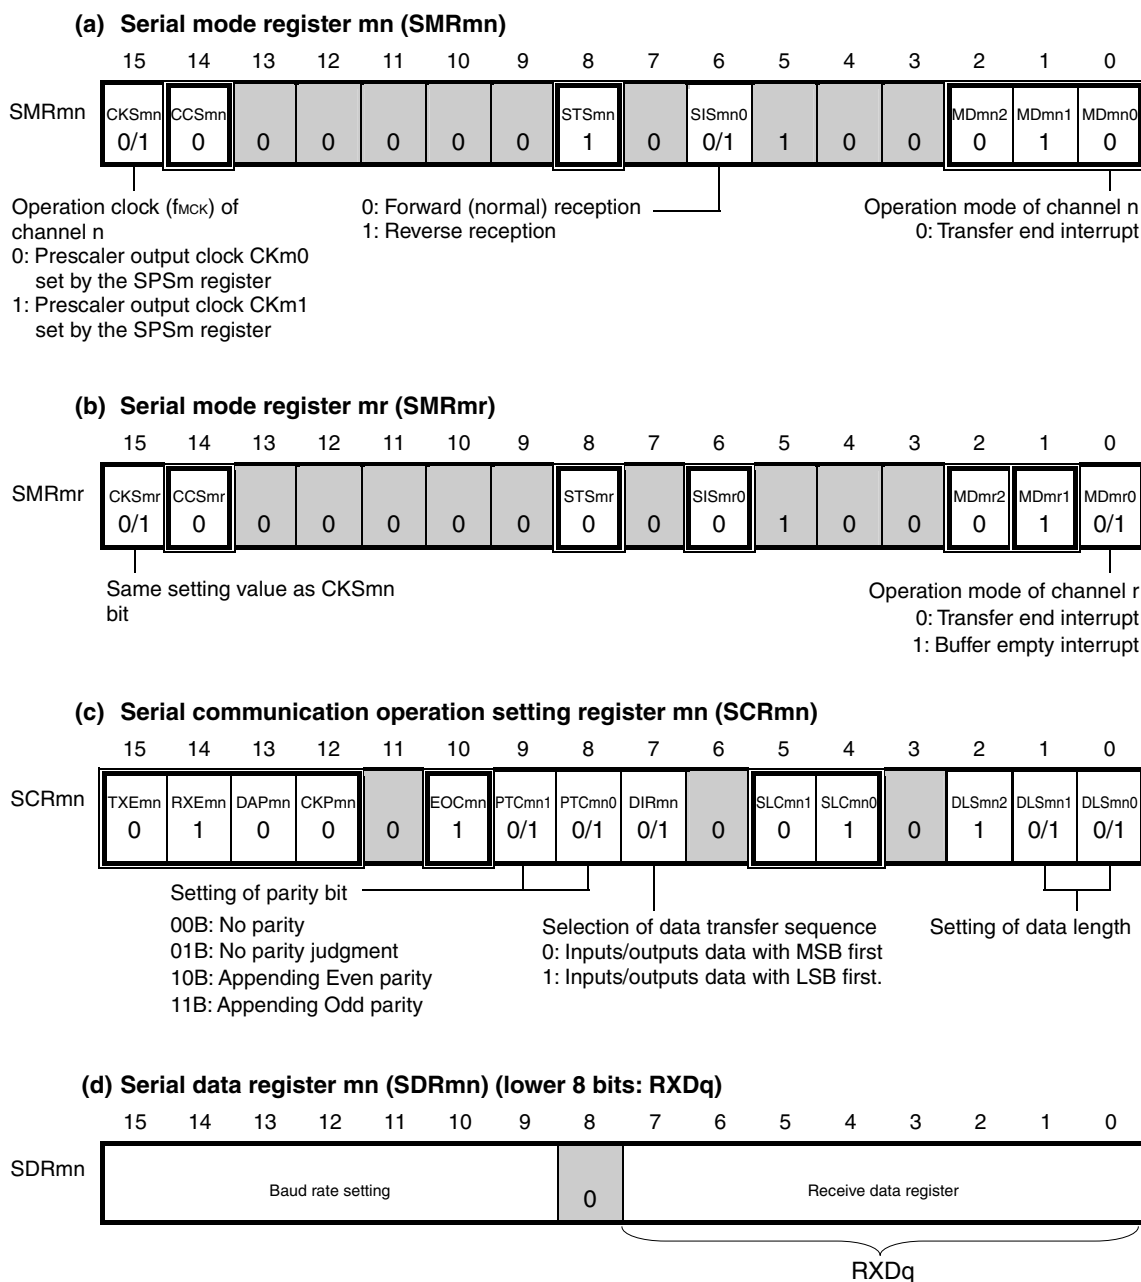 (a) Serial mode register mn (SMRmn)
15 14 13 12 11 10 9 8 7 6 5 4 3 2 1 0
SMRmn
CKSmn CCSmn STSmn SISmn0 MDmn2 MDmn1 MDmn0
0/1 0 0 0 0 0 0 1 0 0/1 1 0 0 0 1 0
Operation clock (fMCK) of
channel n
0: Prescaler output clock CKm0
set by the SPSm register
1: Prescaler output clock CKm1
set by the SPSm register
0: Forward (normal) reception
1: Reverse reception
Operation mode of channel n
0: Transfer end interrupt
(b) Serial mode register mr (SMRmr)
15 14 13 12 11 10 9 8 7 6 5 4 3 2 1 0
SMRmr
CKSmr CCSmr STSmr SISmr0 MDmr2 MDmr1 MDmr0
0/1 0 0 0 0 0 0 0 0 0 1 0 0 0 1 0/1
Same setting value as CKSmn
bit
Operation mode of channel r
0: Transfer end interrupt
1: Buffer empty interrupt
(c) Serial communication operation setting register mn (SCRmn)
15 14 13 12 11 10 9 8 7 6 5 4 3 2 1 0
SCRmn
TXEmn RXEmn DAPmn CKPmn EOCmn PTCmn1 PTCmn0 DIRmn SLCmn1 SLCmn0 DLSmn2 DLSmn1 DLSmn0
0 1 0 0 0 1 0/1 0/1 0/1 0 0 1 0 1 0/1 0/1
Setting of parity bit
00B: No parity
01B: No parity judgment
10B: Appending Even parity
11B: Appending Odd parity
Selection of data transfer sequence
0: Inputs/outputs data with MSB first
1: Inputs/outputs data with LSB first.
Setting of data length
(d) Serial data register mn (SDRmn) (lower 8 bits: RXDq)
15 14 13 12 11 10 9 8 7 6 5 4 3 2 1 0
SDRmn
Baud rate setting 0 Receive data register
RXDq